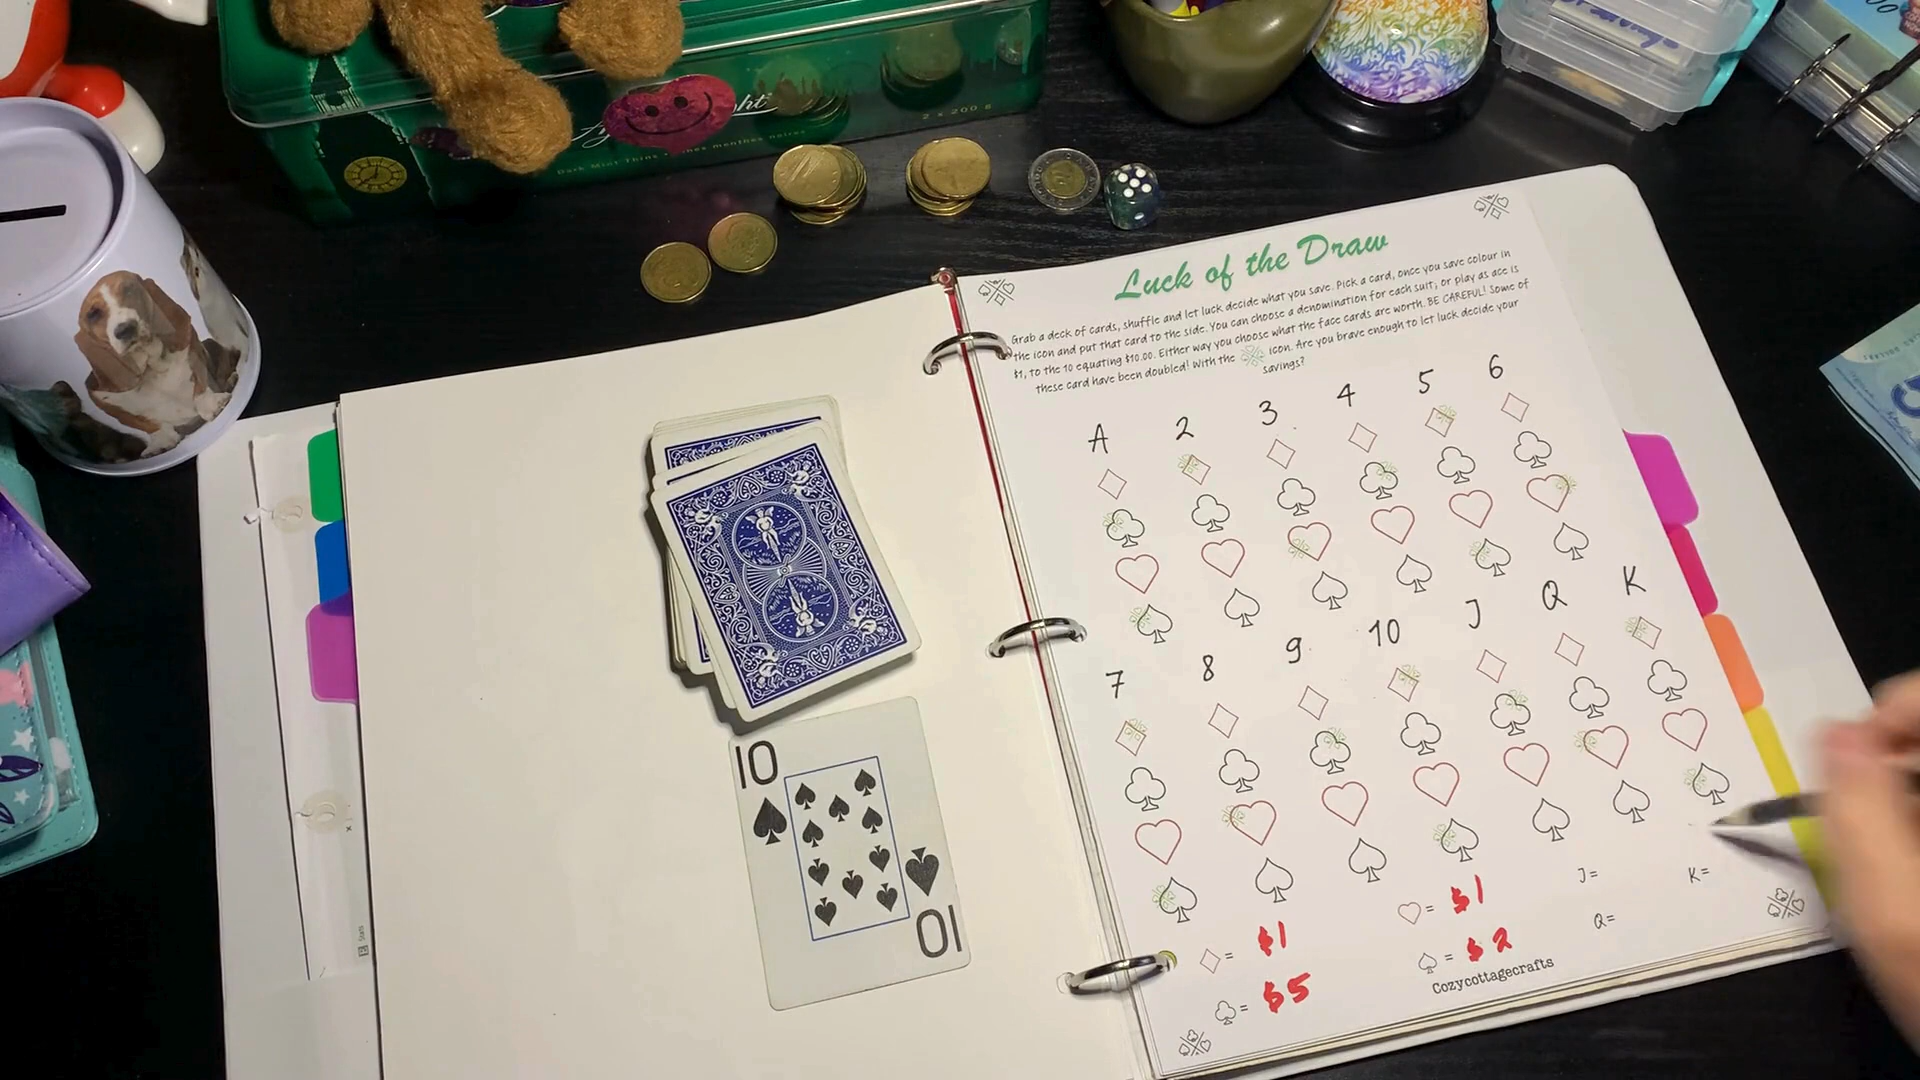 Dark Mint Thin
2 x 200 g
Luck of the Draw
Grab a deck of cards, shuffle and let luck decide what you save. Pick a card, once you save colour in
the icon and put that card to the side. You can choose a denomination for each suit, or play as ace is
$1, to the 10 equating $10.00. Either way you choose what the face cards are worth. BE CAREFUL! Some of
these card have been doubled! With the icon. Are you brave enough to let luck decide your
savings?
A 2 3 4 5 6
7 8 9 10 J Q K
= $1
= $1
J=
K=
= $5
= $2
Q=
Cozycottagecrafts
10
10